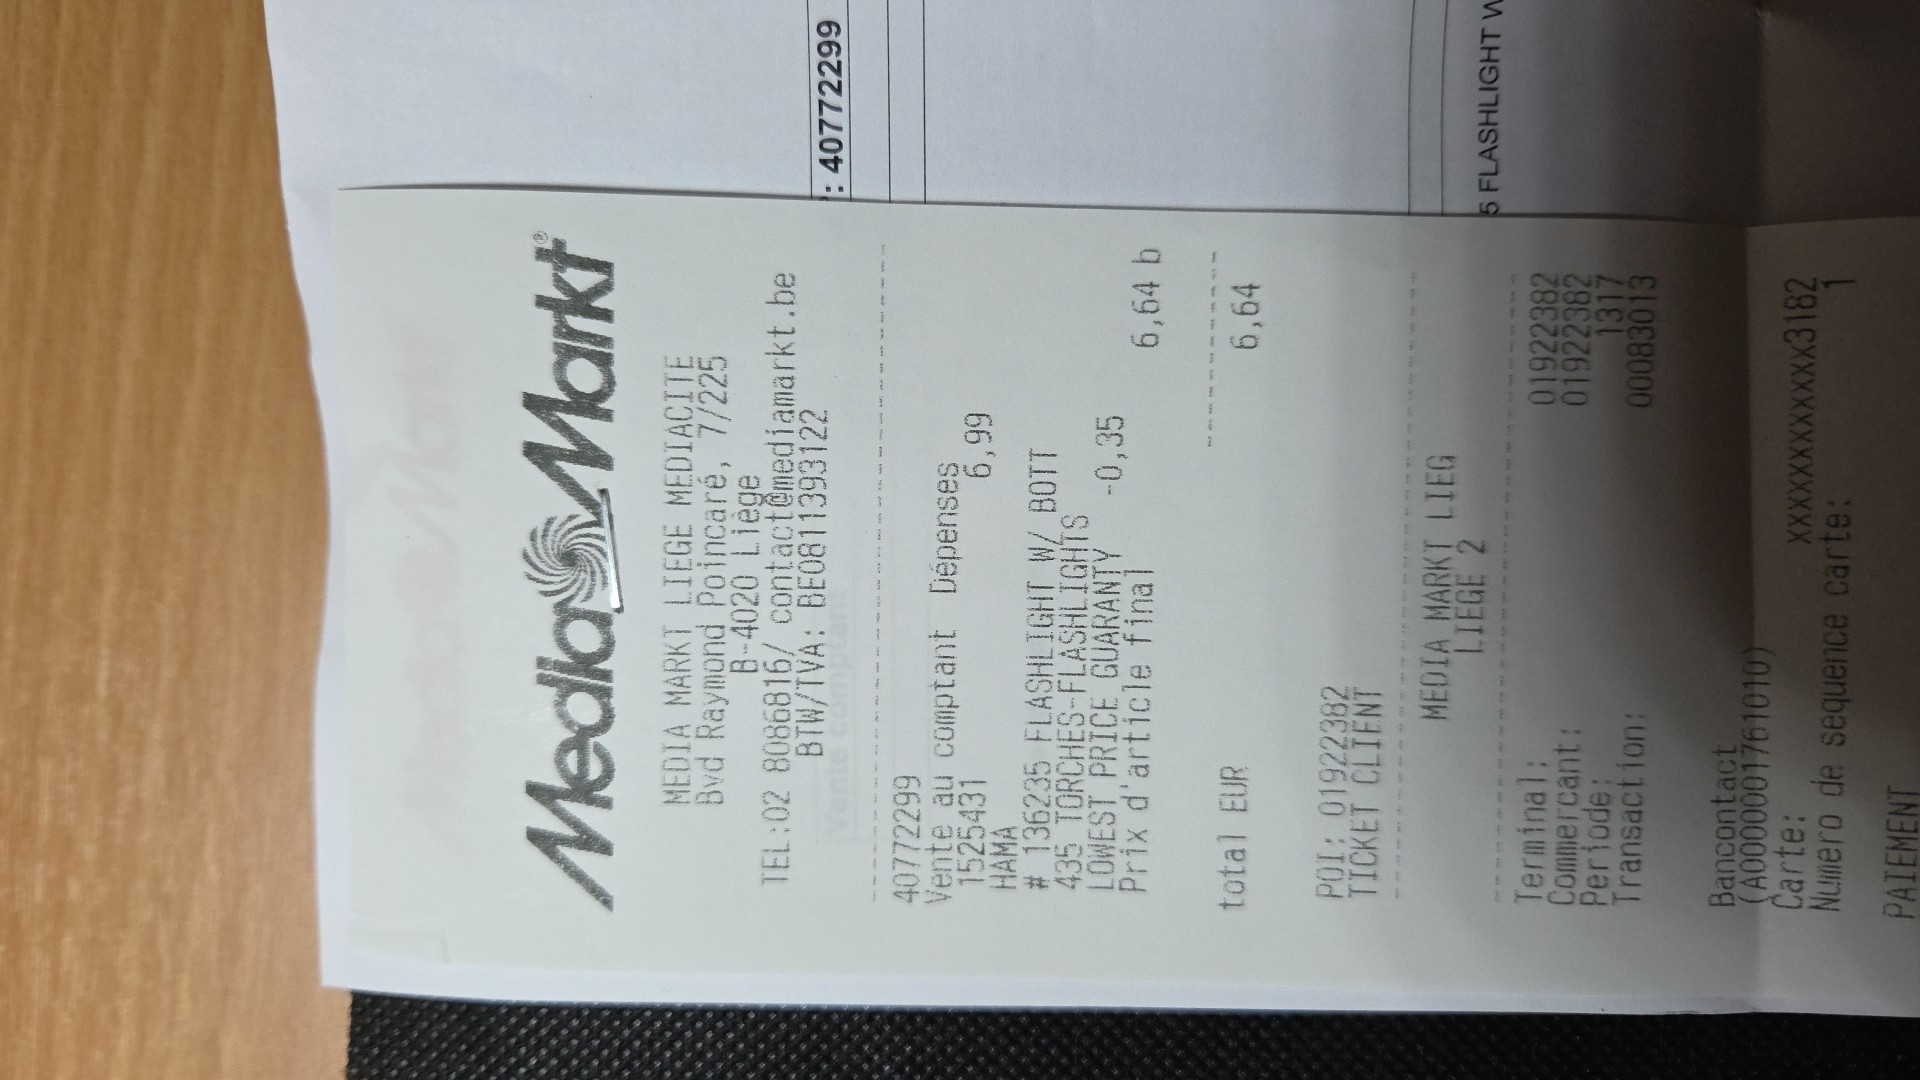 : 40772299
5 FLASHLIGHT W
MediaMarkt®
MEDIA MARKT LIEGE MEDIACITE
Bvd Raymond Poincaré, 7/225
B-4020 Liège
TEL:02 8086816/ contact@mediamarkt.be
BTW/TVA: BE0811393122
Vente comptant
40772299
Vente au comptant Dépenses
1525431 6,99
HAMA
# 136235 FLASHLIGHT W/ BOTT
435 TORCHES-FLASHLIGHTS
LOWEST PRICE GUARANTY -0,35
Prix d'article final 6,64 b
total EUR 6,64
POI: 01922382
TICKET CLIENT
MEDIA MARKT LIEG
LIEGE 2
Terminal: 01922382
Commercant: 01922382
Periode: 1317
Transaction: 00083013
Bancontact
(A0000001761010)
Carte: xxxxxxxxxxxxx3182
Numero de sequence carte: 1
PAIEMENT